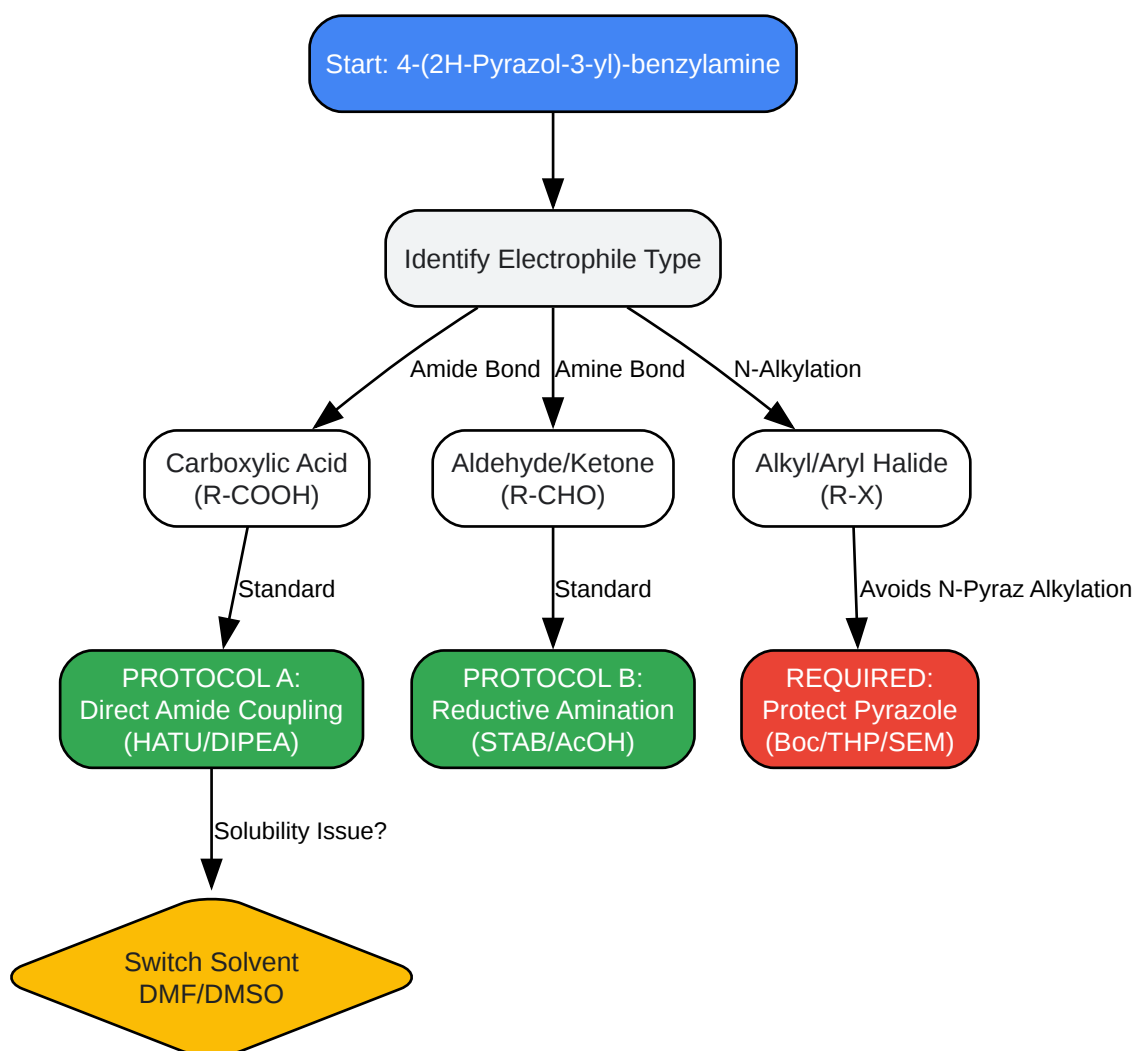 Start: 4-(2H-Pyrazol-3-yl)-benzylamine
Identify Electrophile Type
Amide Bond
Amine Bond
N-Alkylation
Carboxylic Acid
(R-COOH)
Aldehyde/Ketone
(R-CHO)
Alkyl/Aryl Halide
(R-X)
Standard
Standard
Avoids N-Pyraz Alkylation
PROTOCOL A:
Direct Amide Coupling
(HATU/DIPEA)
PROTOCOL B:
Reductive Amination
(STAB/AcOH)
REQUIRED:
Protect Pyrazole
(Boc/THP/SEM)
Solubility Issue?
Switch Solvent
DMF/DMSO